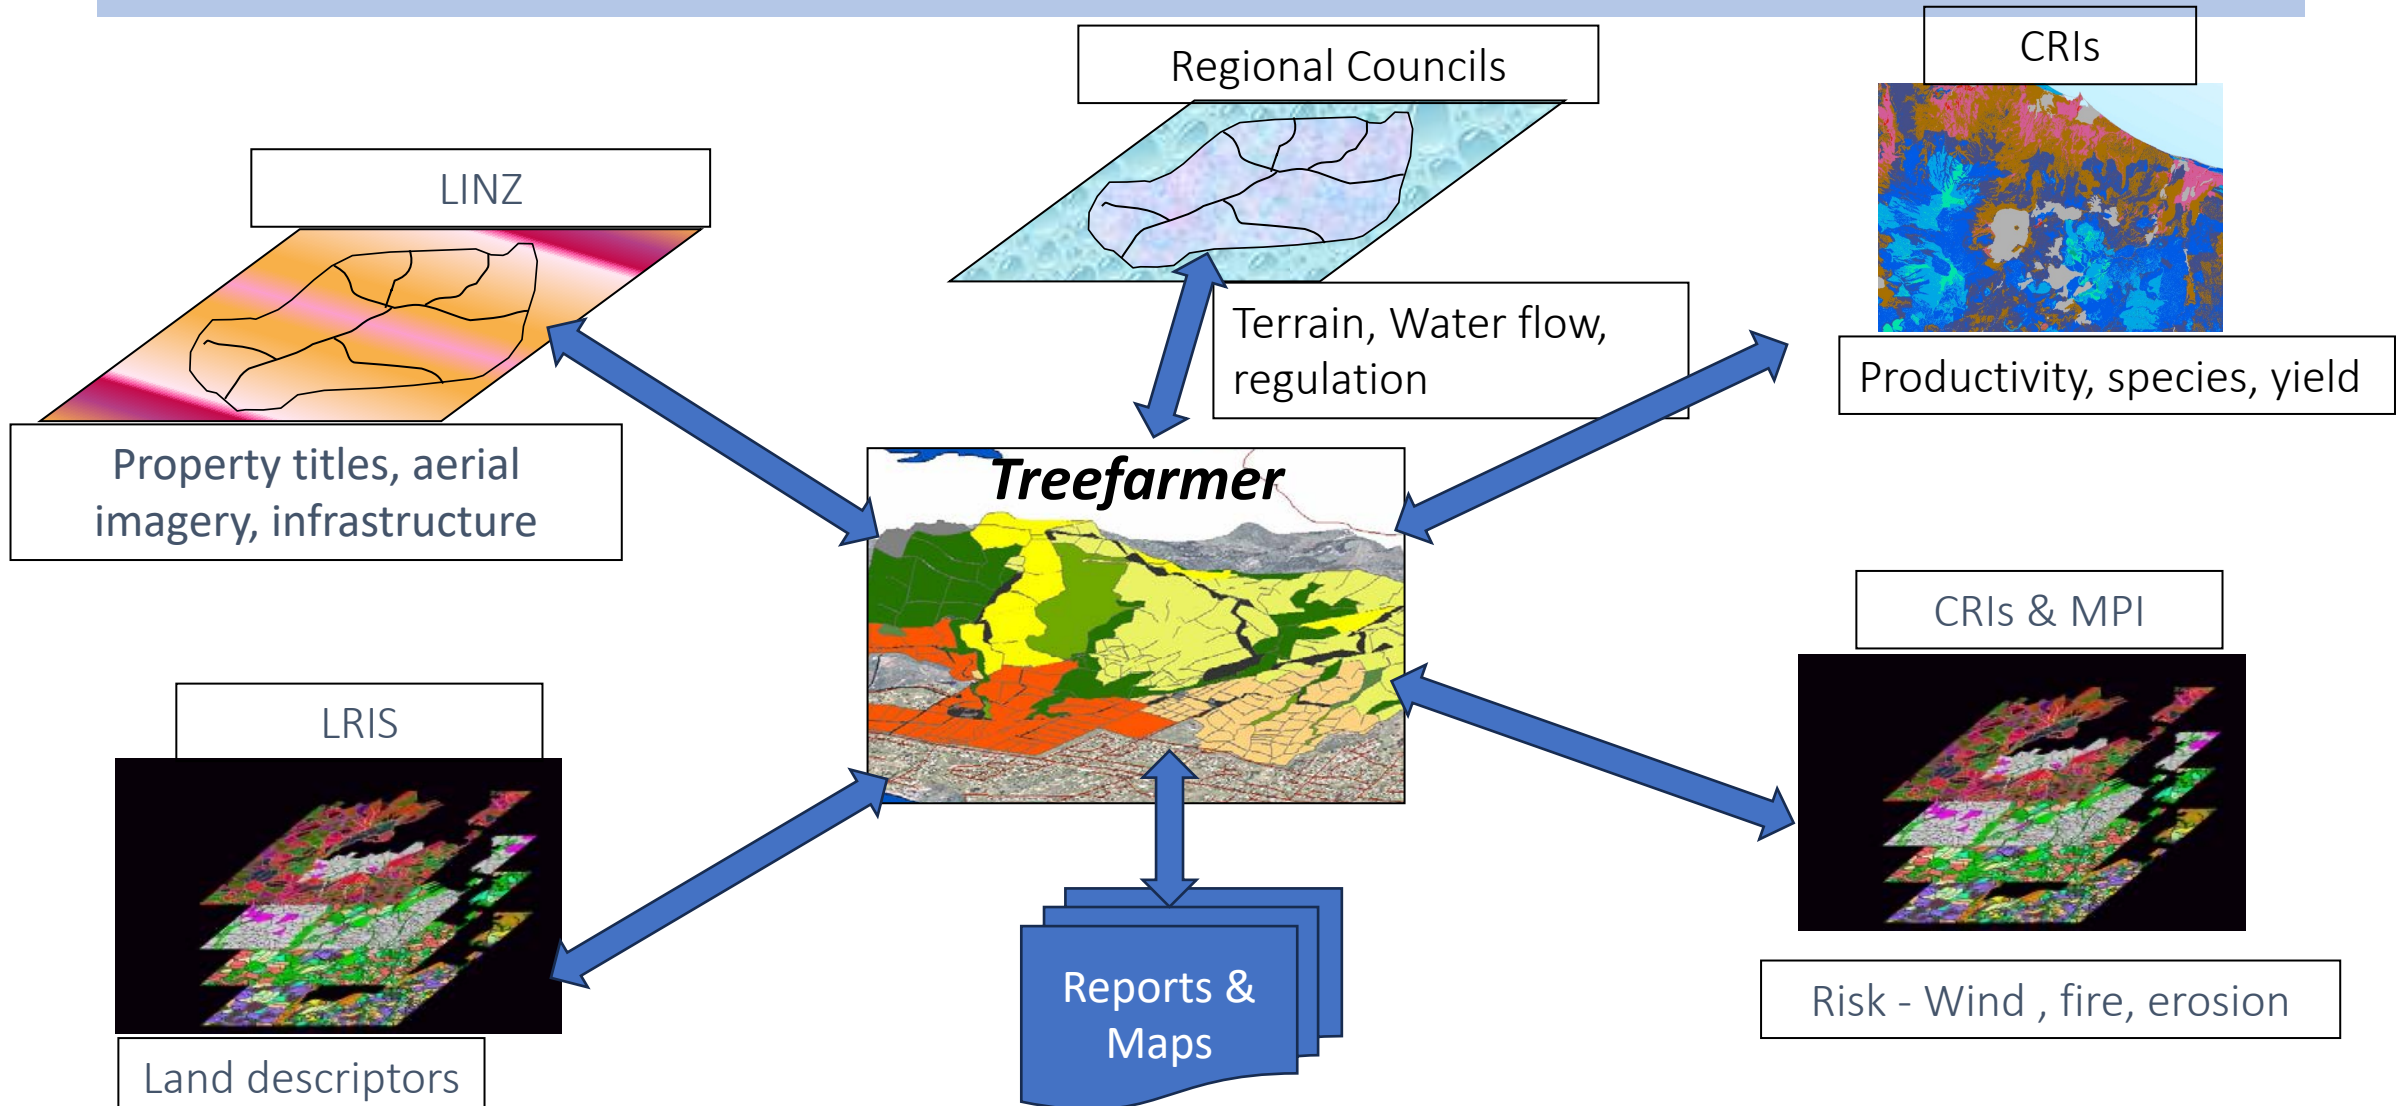 Regional Councils
CRIs
LINZ
Terrain, Water flow,
regulation
Productivity, species, yield
Property titles, aerial
imagery, infrastructure
Treefarmer
CRIs & MPI
LRIS
Risk - Wind , fire, erosion
Reports &
Maps
Land descriptors